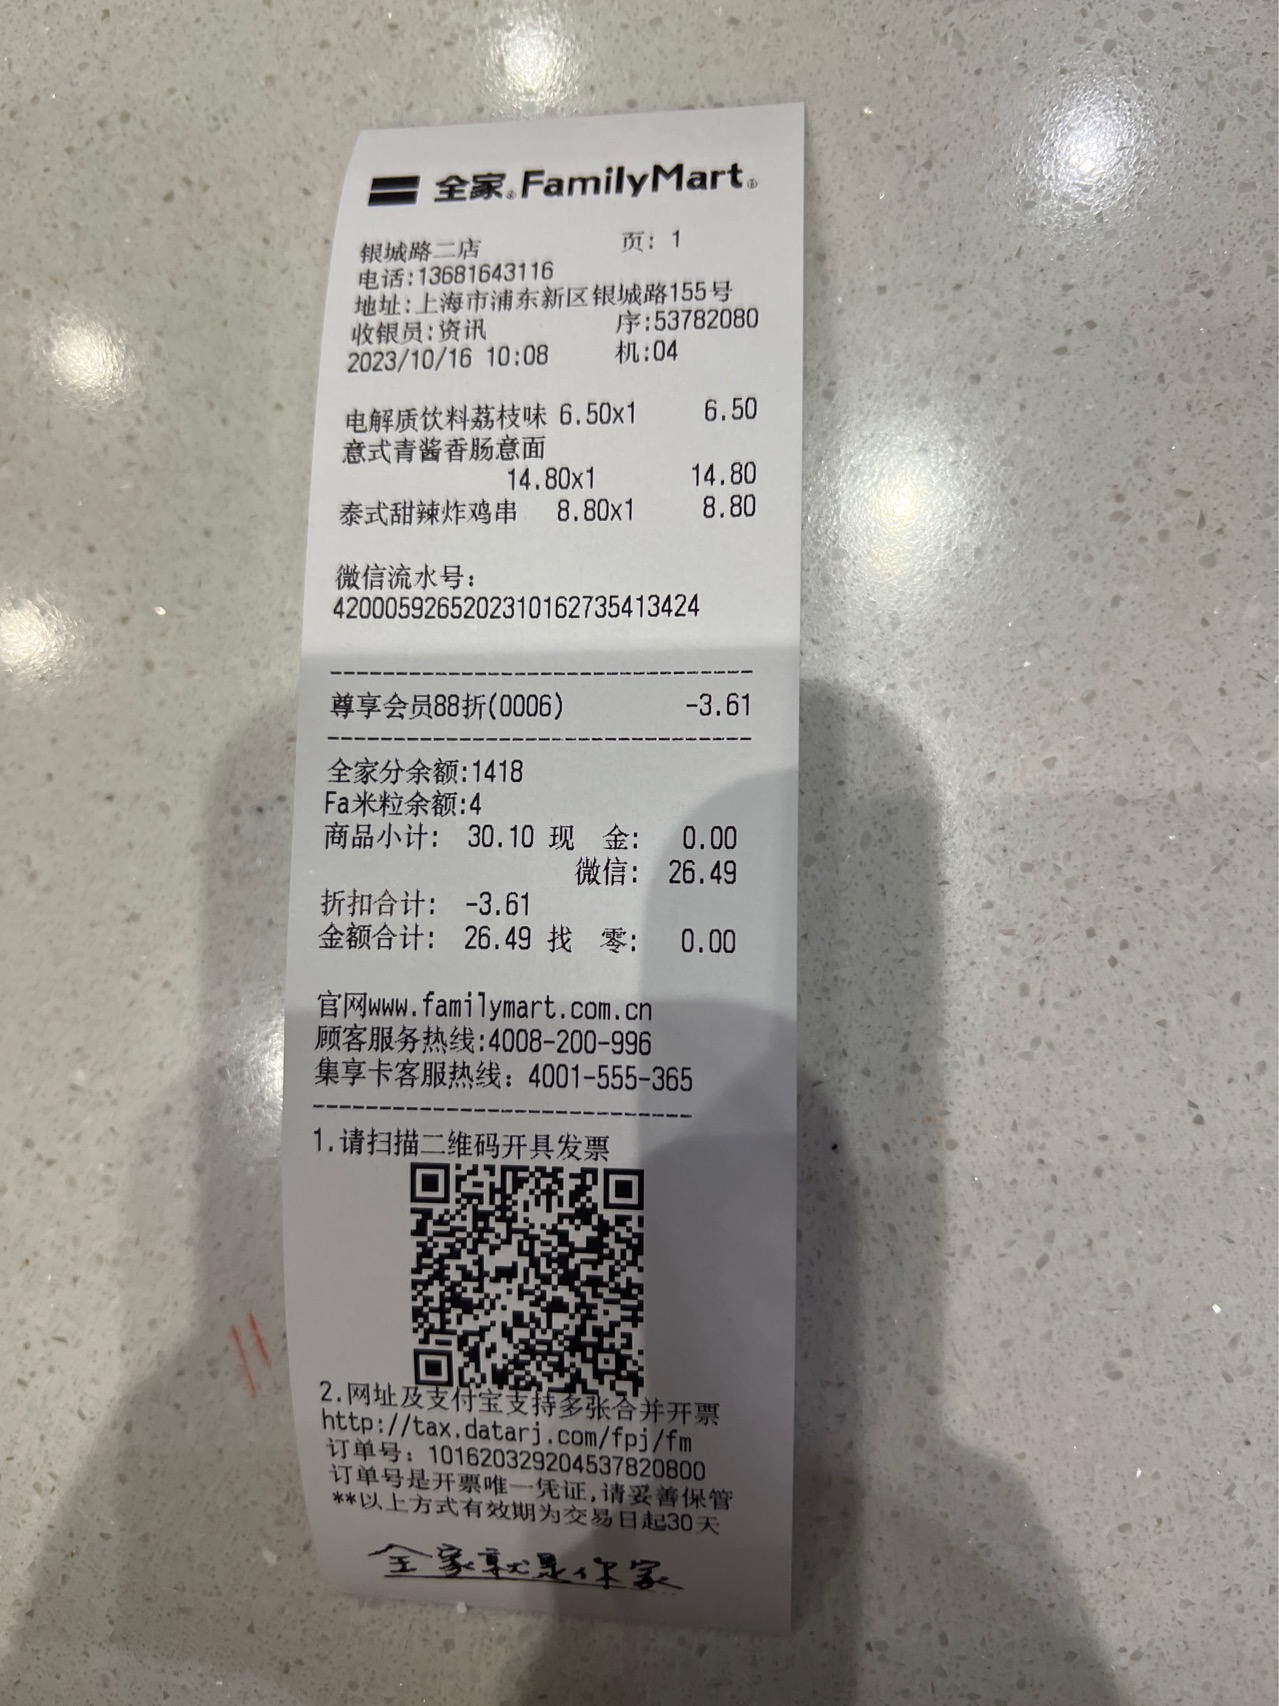 全家 FamilyMart
银城路二店 页: 1
电话:13681643116
地址:上海市浦东新区银城路155号
收银员:资讯 序:53782080
2023/10/16 10:08 机:04
电解质饮料荔枝味 6.50x1 6.50
意式青酱香肠意面
14.80x1 14.80
泰式甜辣炸鸡串 8.80x1 8.80
微信流水号:
4200059265202310162735413424
尊享会员88折(0006) -3.61
全家分余额:1418
Fa米粒余额:4
商品小计: 30.10 现 金: 0.00
微信: 26.49
折扣合计: -3.61
金额合计: 26.49 找 零: 0.00
官网www.familymart.com.cn
顾客服务热线:4008-200-996
集享卡客服热线: 4001-555-365
1.请扫描二维码开具发票
2.网址及支付宝支持多张合并开票
http://tax.datarj.com/fpj/fm
订单号: 101620329204537820800
订单号是开票唯一凭证,请妥善保管
**以上方式有效期为交易日起30天
全家就是你家